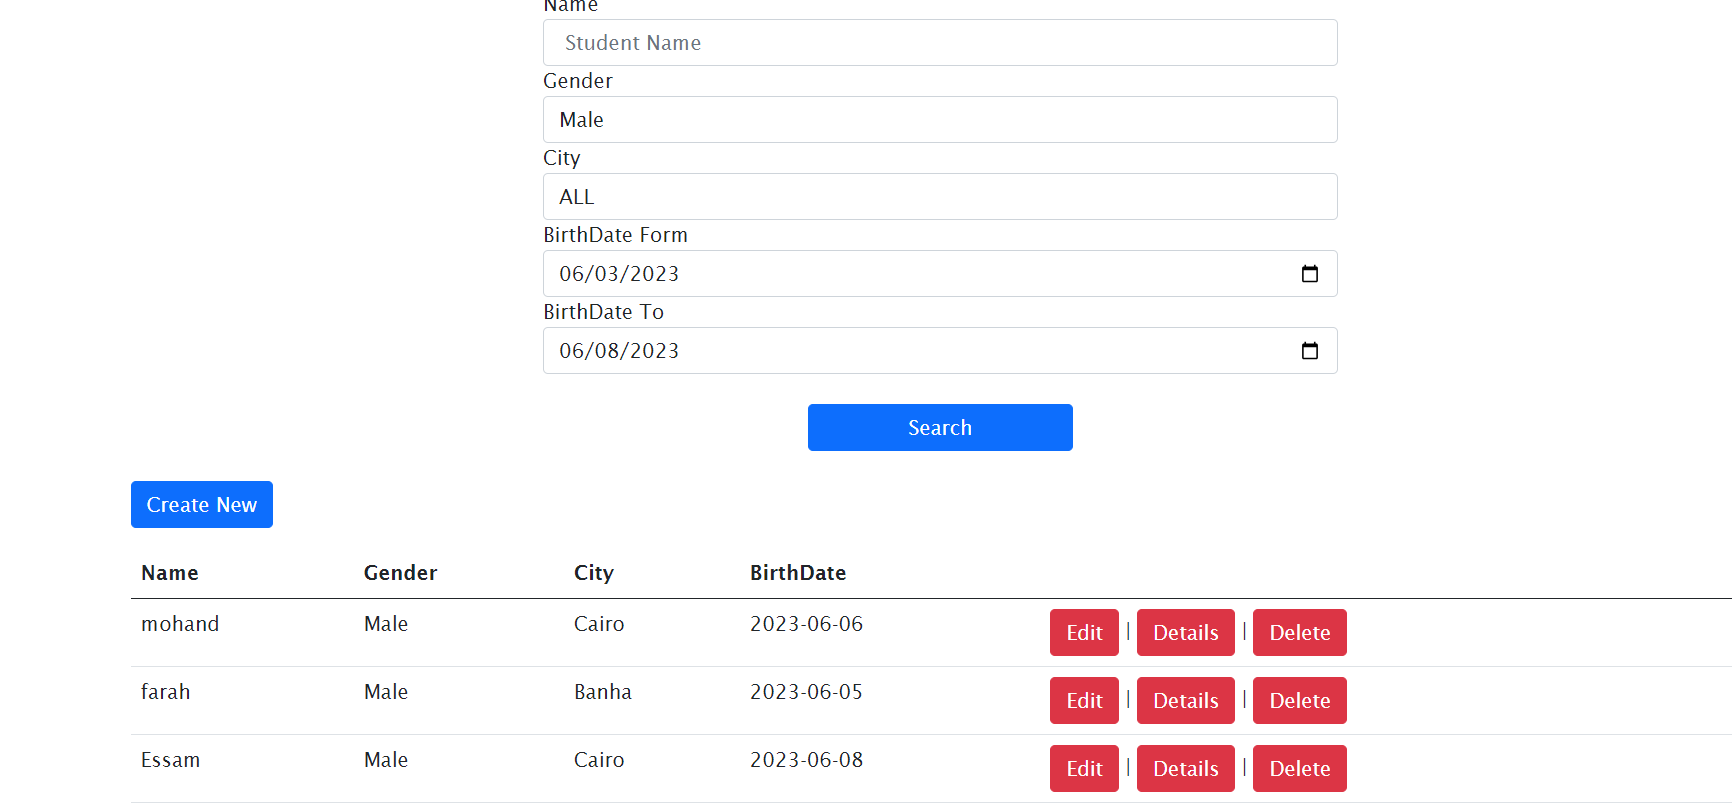 Name
Student Name
Gender
Male
City
ALL
BirthDate Form
06/03/2023
BirthDate To
06/08/2023
Search
Create New
Name Gender City BirthDate
mohand Male Cairo 2023-06-06 Edit | Details | Delete
farah Male Banha 2023-06-05 Edit | Details | Delete
Essam Male Cairo 2023-06-08 Edit | Details | Delete